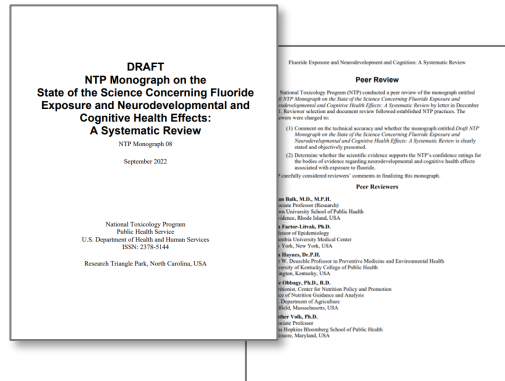 DRAFT
NTP Monograph on the
State of the Science Concerning Fluoride
Exposure and Neurodevelopmental and
Cognitive Health Effects:
A Systematic Review
NTP Monograph 08
September 2022
National Toxicology Program
Public Health Service
U.S. Department of Health and Human Services
ISSN: 2378-5144
Research Triangle Park, North Carolina, USA
Fluoride Exposure and Neurodevelopment and Cognition: A Systematic Review
Peer Review
National Toxicology Program (NTP) conducted a peer review of the monograph entitled
NTP Monograph on the State of the Science Concerning Fluoride Exposure and
Neurodevelopmental and Cognitive Health Effects: A Systematic Review by letter in December
Reviewer selection and document review followed established NTP practices. The
were charged to:
(1) Comment on the technical accuracy and whether the monograph entitled Draft NTP
Monograph on the State of the Science Concerning Fluoride Exposure and
Neurodevelopmental and Cognitive Health Effects: A Systematic Review is clearly
stated and objectively presented.
(2) Determine whether the scientific evidence supports the NTP's confidence ratings for
the bodies of evidence regarding neurodevelopmental and cognitive health effects
associated with exposure to fluoride.
carefully considered reviewers' comments in finalizing this monograph.
Peer Reviewers
Balk, M.D., M.P.H.
Professor (Research)
University School of Public Health
Rhode Island, USA
Factor-Litvak, Ph.D.
of Epidemiology
University Medical Center
York, New York, USA
Haynes, Dr.P.H.
W. Deuschle Professor in Preventive Medicine and Environmental Health
of Kentucky College of Public Health
Kentucky, USA
Obbagy, Ph.D., R.D.
Center for Nutrition Policy and Promotion
of Nutrition Guidance and Analysis
Department of Agriculture
Massachusetts, USA
Volk, Ph.D.
Professor
Hopkins Bloomberg School of Public Health
Maryland, USA